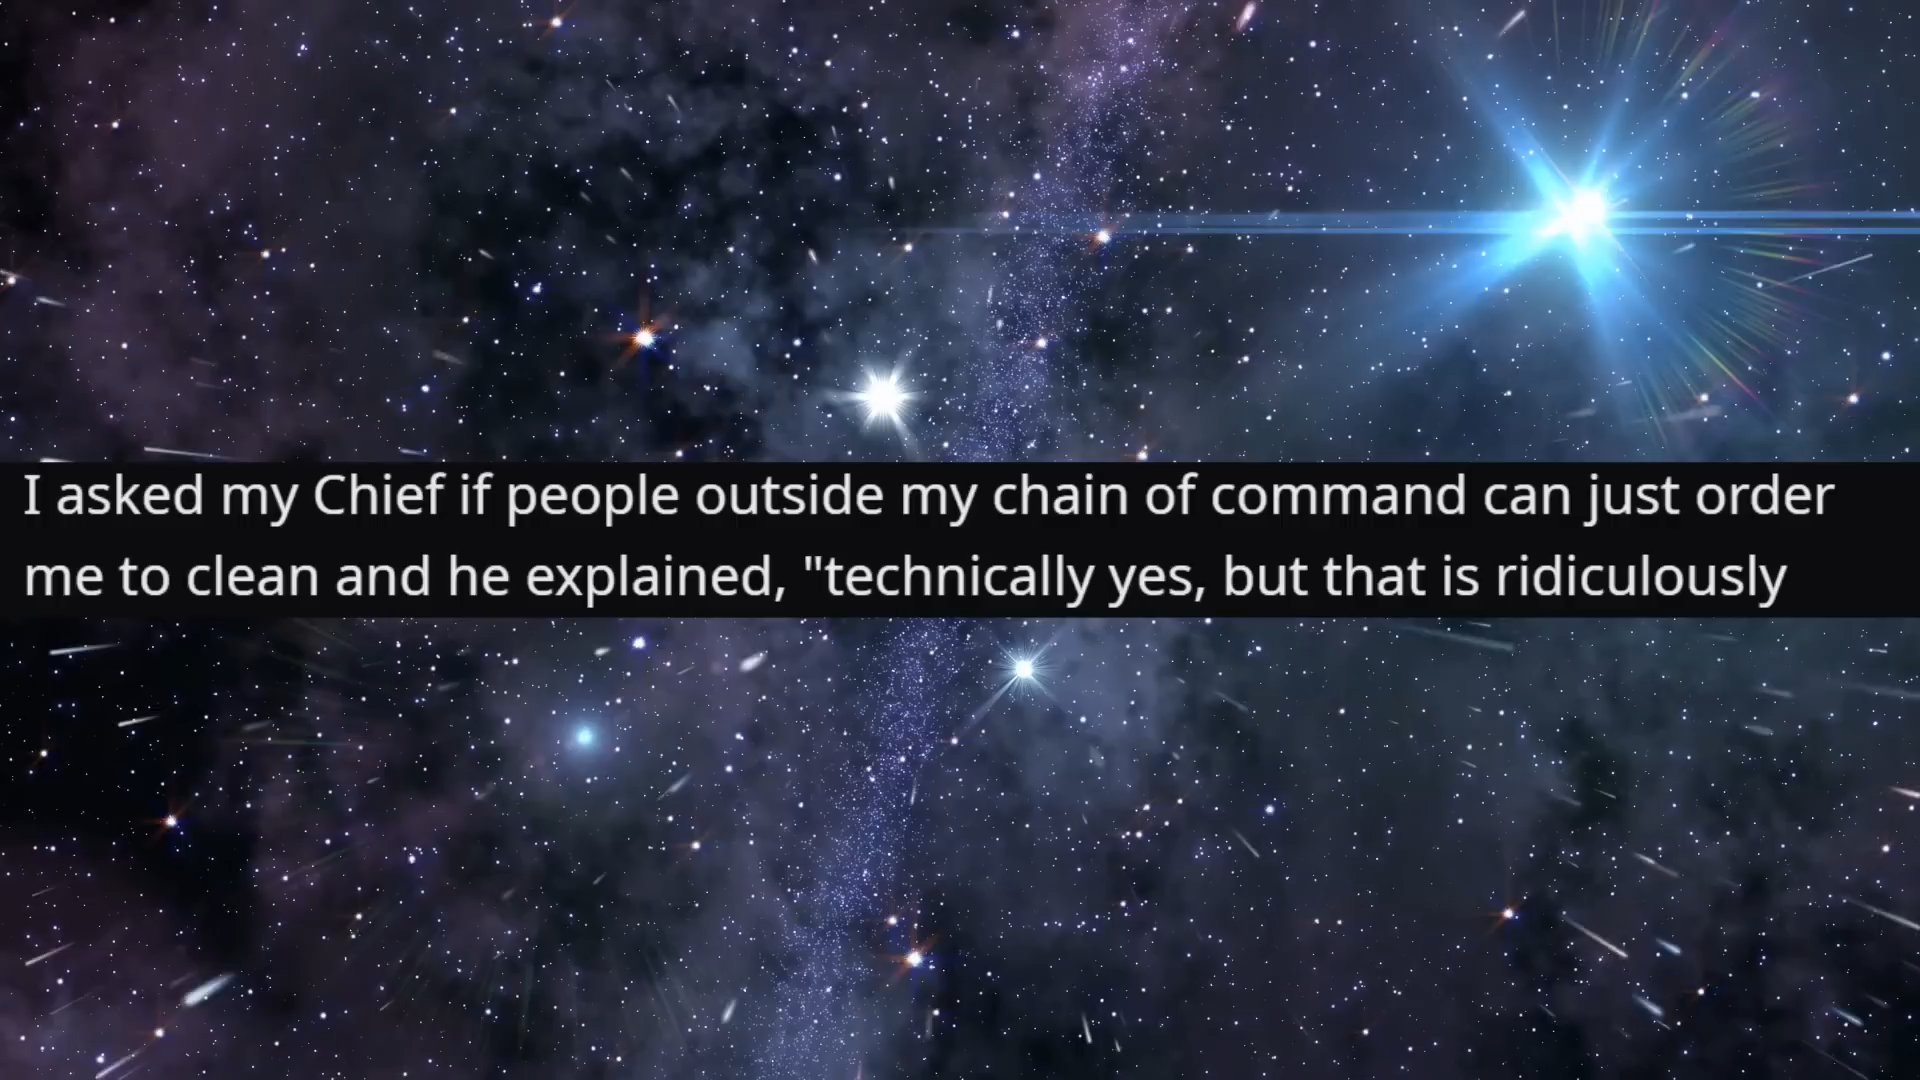 I asked my Chief if people outside my chain of command can just order
me to clean and he explained, "technically yes, but that is ridiculously